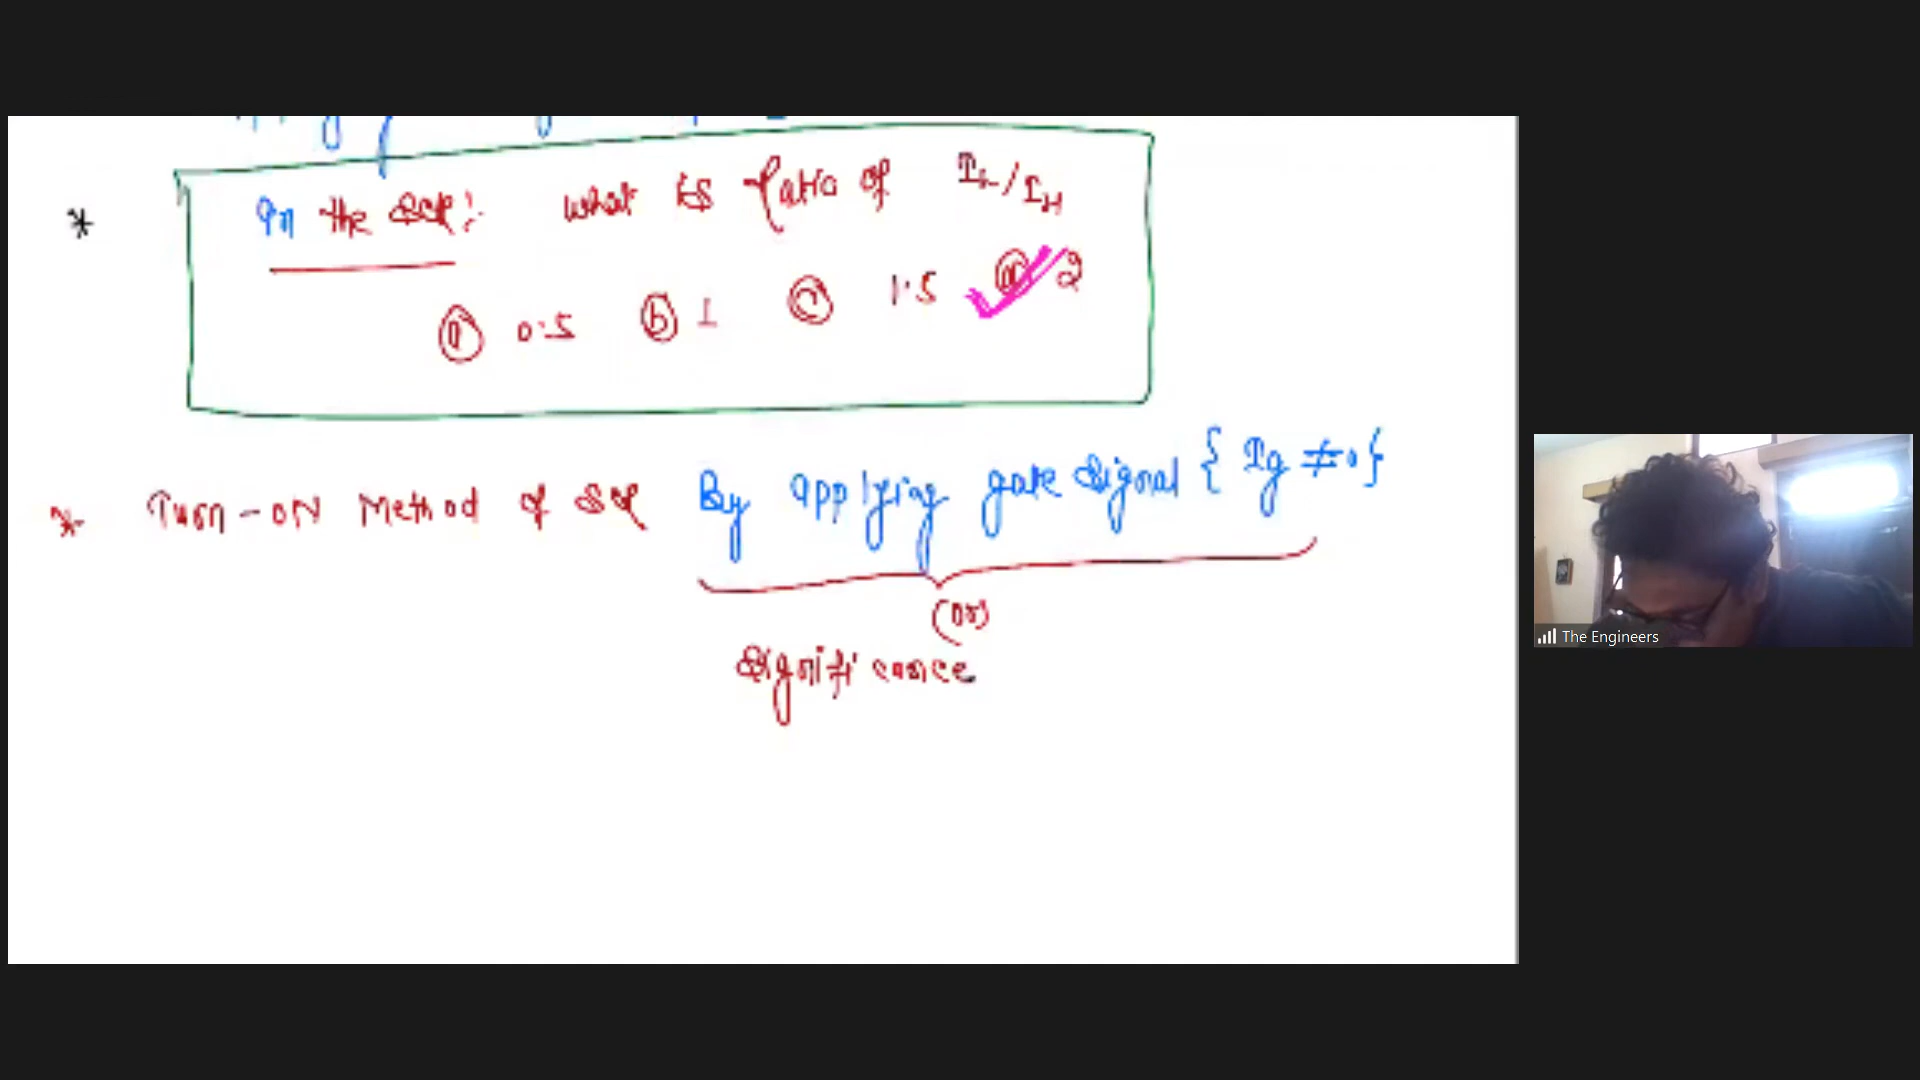 In the SCR: What is ratio of IL/IH
(a) 0.5 (b) 1 (c) 1.5 (d) 2
* Turn-ON Method of SCR By applying gate signal { Ig ≠ 0 }
(or)
Significance
The Engineers